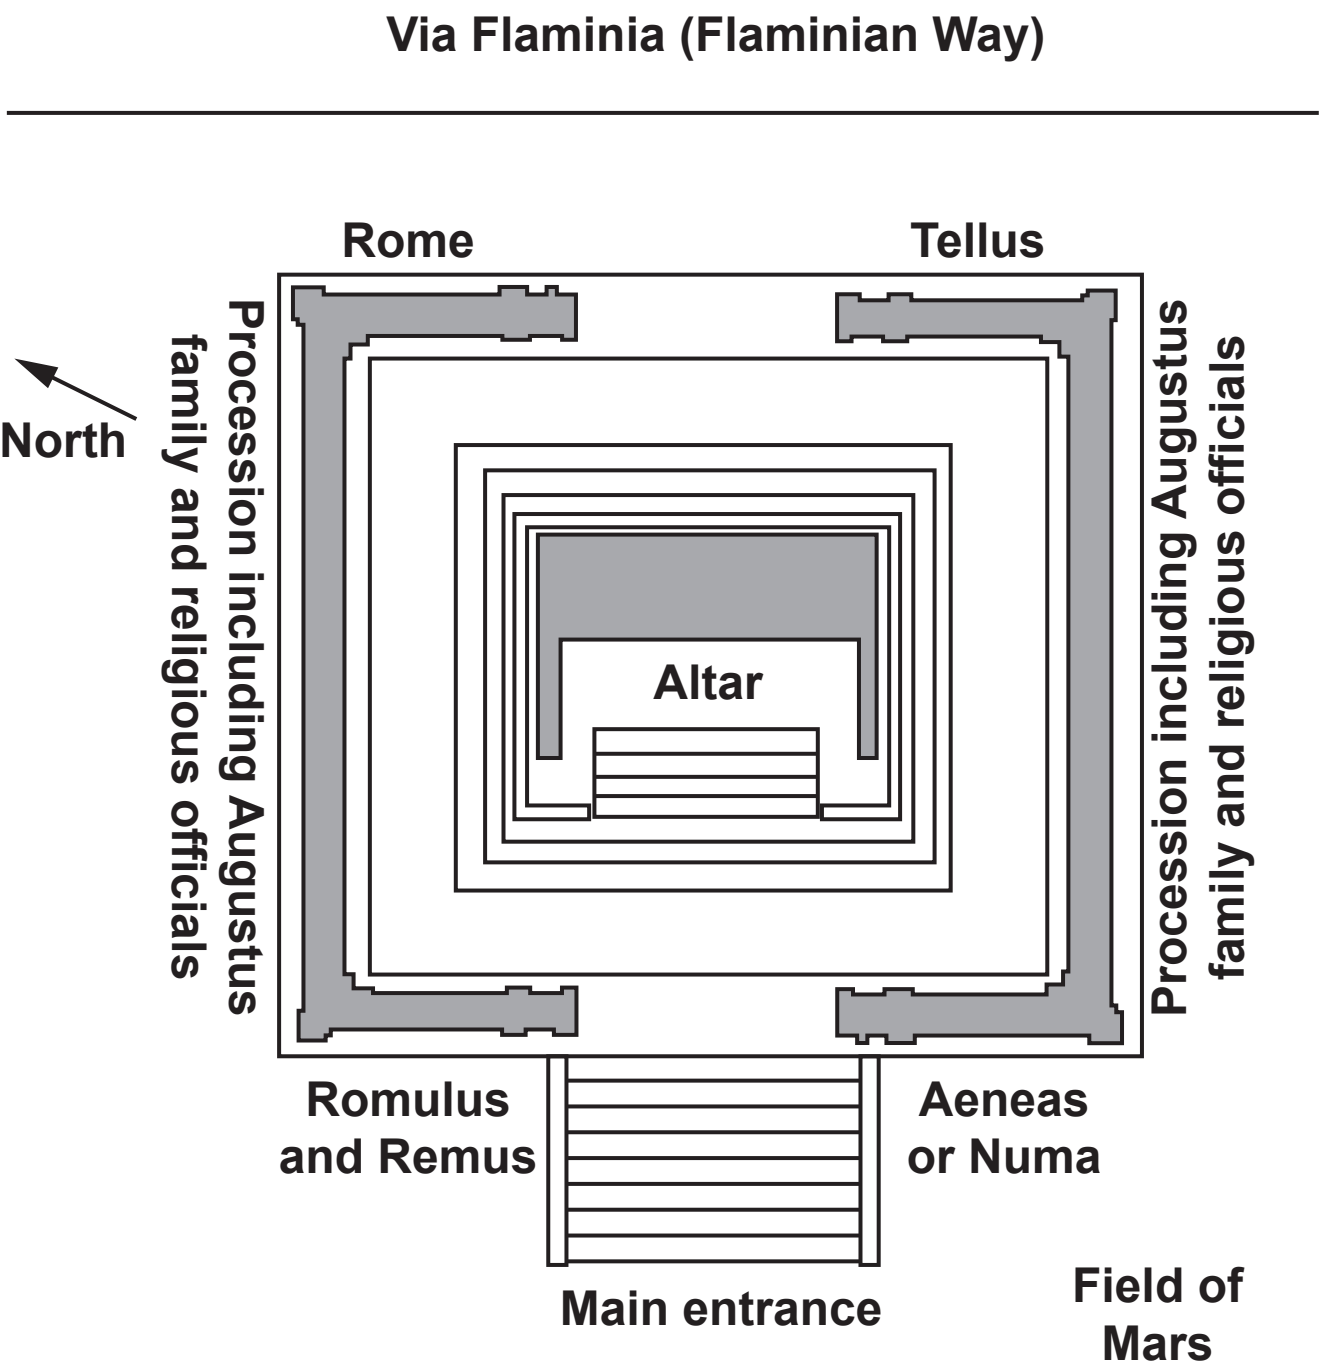 Via Flaminia (Flaminian Way)
Rome
Tellus
North
Procession including Augustus
family and religious officials
Procession including Augustus
family and religious officials
Altar
Romulus
and Remus
Aeneas
or Numa
Main entrance
Field of
Mars